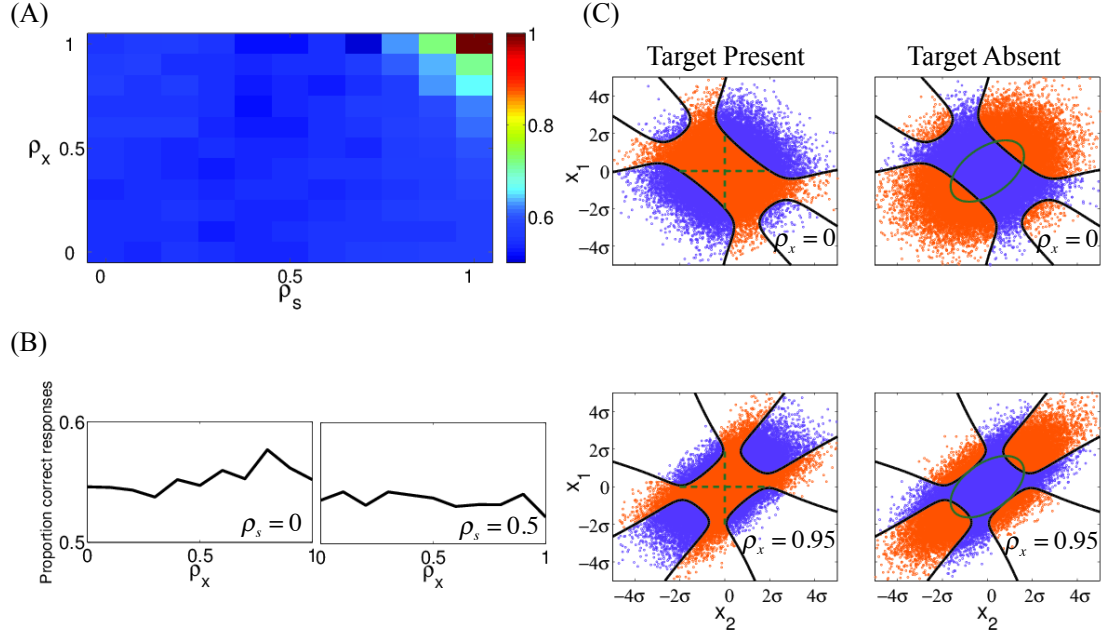 (A)
1
0.5
0
ρx
0
0.5
1
ρs
1
0.8
0.6
(B)
Proportion correct responses
0.6
0.5
0
0.5
1
ρx
ρs = 0
0
0.5
1
ρx
ρs = 0.5
(C)
Target Present
Target Absent
4σ
2σ
0
−2σ
−4σ
x1
ρx = 0
ρx = 0
4σ
2σ
0
−2σ
−4σ
x1
ρx = 0.95
ρx = 0.95
−4σ −2σ 0 2σ 4σ
−4σ −2σ 0 2σ 4σ
x2
x2